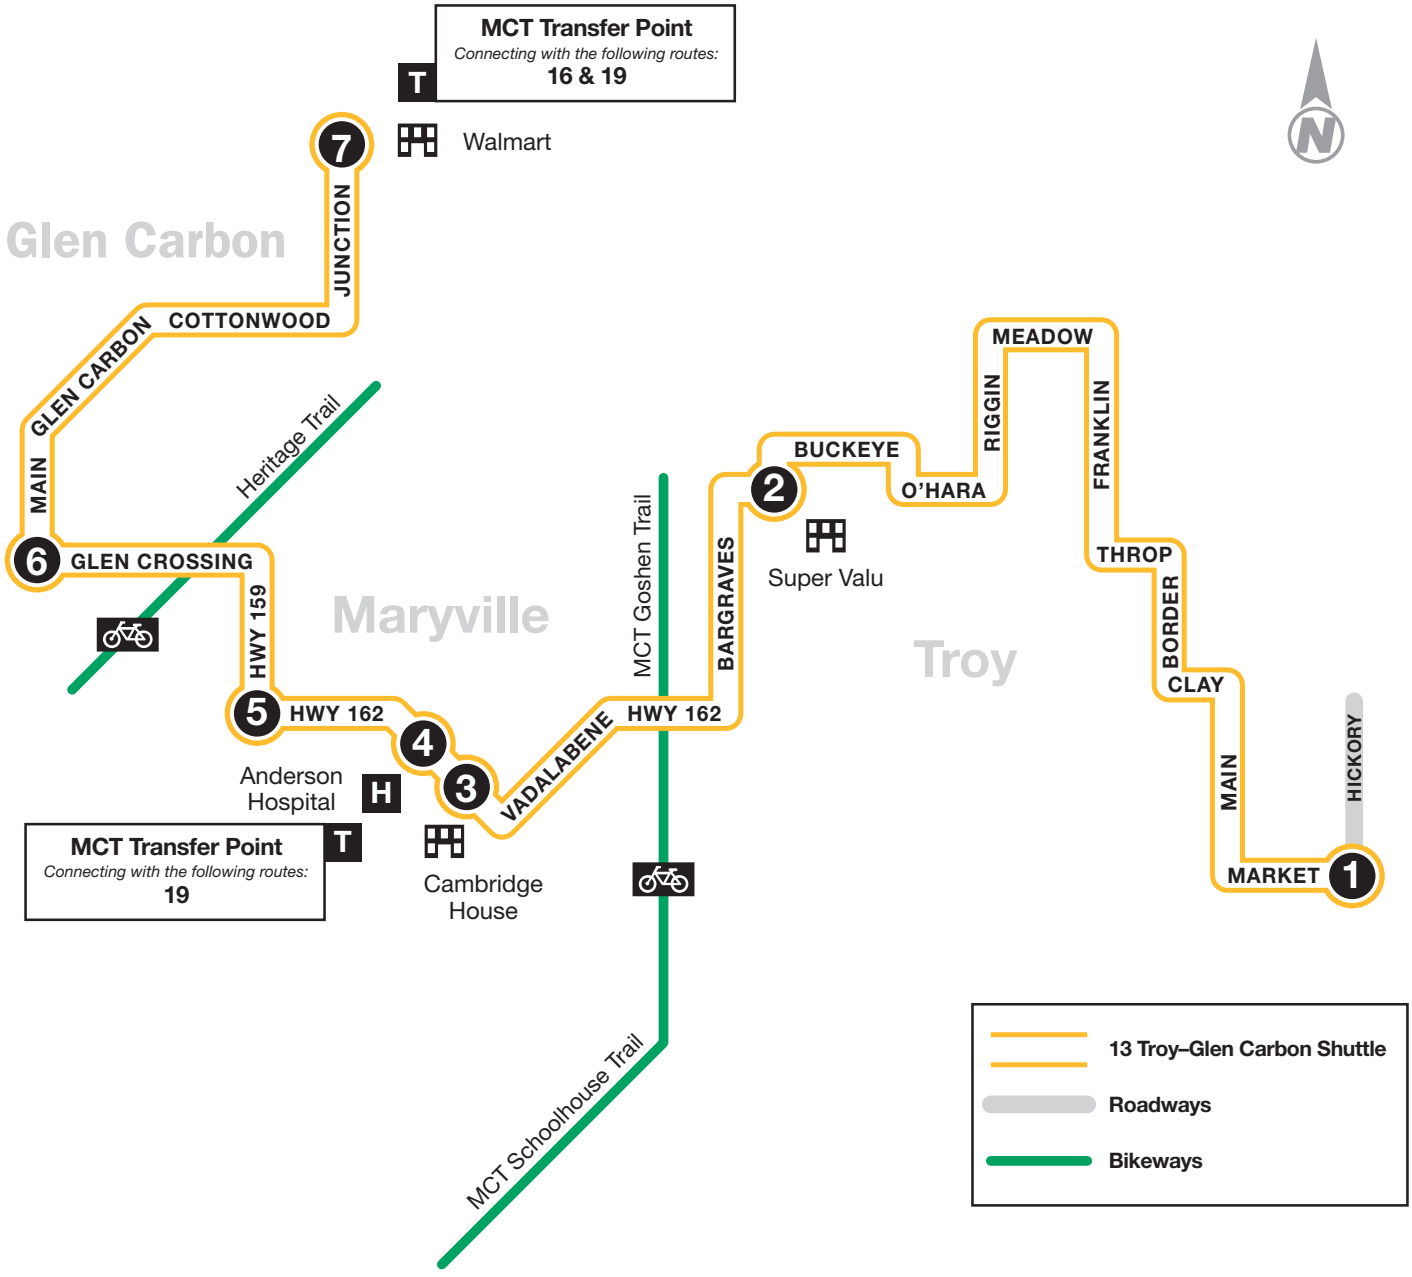 MCT Transfer Point
Connecting with the following routes:
16 & 19
T
N
7
Walmart
JUNCTION
Glen Carbon
COTTONWOOD
GLEN CARBON
MEADOW
RIGGIN
FRANKLIN
Heritage Trail
MAIN
BUCKEYE
2
O'HARA
6
GLEN CROSSING
MCT Goshen Trail
BARGRAVES
Super Valu
THROP
BORDER
HWY 159
Maryville
Troy
CLAY
5
HWY 162
4
3
VADALABENE
HWY 162
MAIN
HICKORY
Anderson
Hospital
H
MCT Transfer Point
Connecting with the following routes:
19
T
Cambridge
House
MARKET
1
MCT Schoolhouse Trail
13 Troy–Glen Carbon Shuttle
Roadways
Bikeways